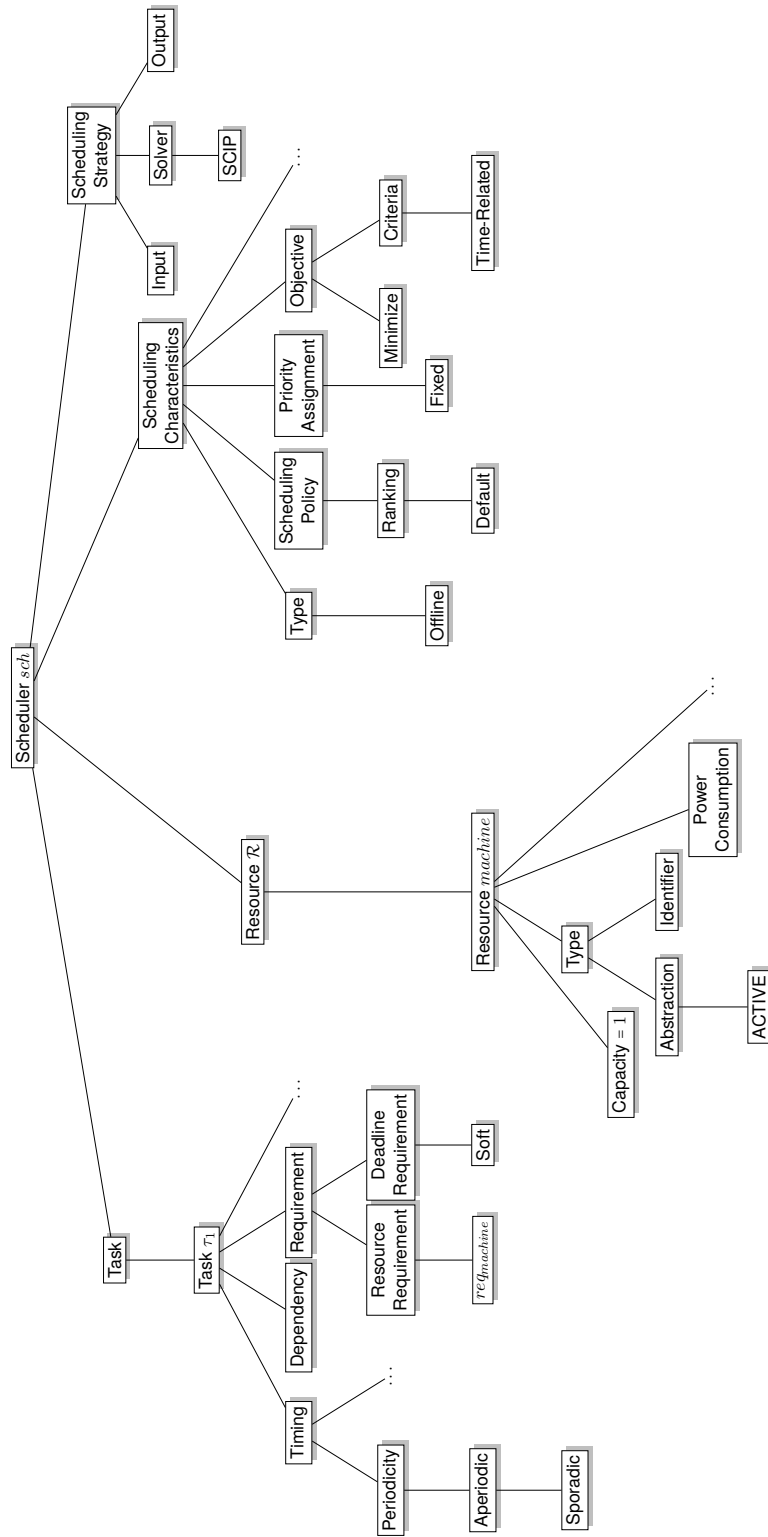 Scheduler sch
Task
Resource R
Scheduling
Characteristics
Scheduling
Strategy
Task τ1
Timing
Dependency
Requirement
...
Periodicity
...
Aperiodic
Sporadic
Resource
Requirement
reqmachine
Deadline
Requirement
Soft
Resource machine
Capacity = 1
Type
Abstraction
ACTIVE
Identifier
Power
Consumption
...
Type
Offline
Scheduling
Policy
Ranking
Default
Priority
Assignment
Fixed
Objective
Minimize
Criteria
Time-Related
...
Input
Solver
SCIP
Output